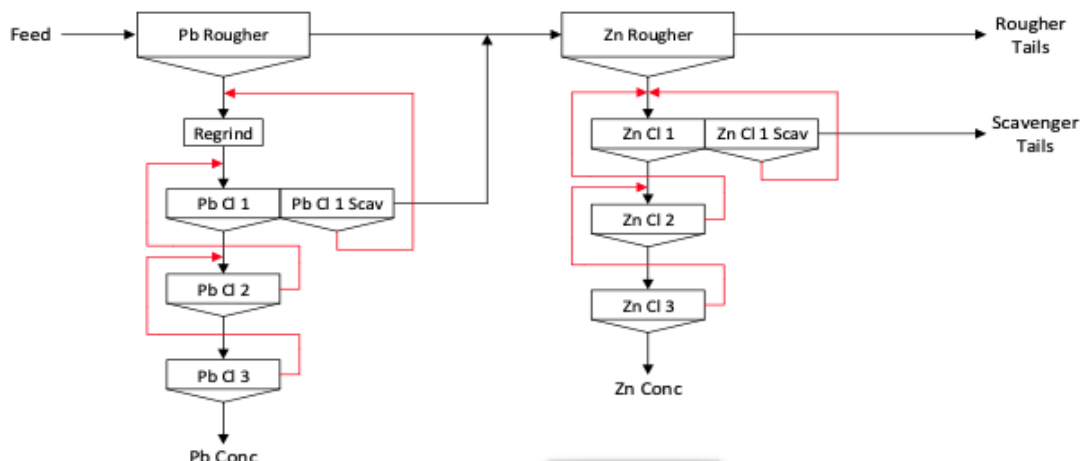 Feed
Pb Rougher
Zn Rougher
Rougher
Tails
Regrind
Zn Cl 1
Zn Cl 1 Scav
Scavenger
Tails
Pb Cl 1
Pb Cl 1 Scav
Zn Cl 2
Pb Cl 2
Zn Cl 3
Pb Cl 3
Zn Conc
Pb Conc